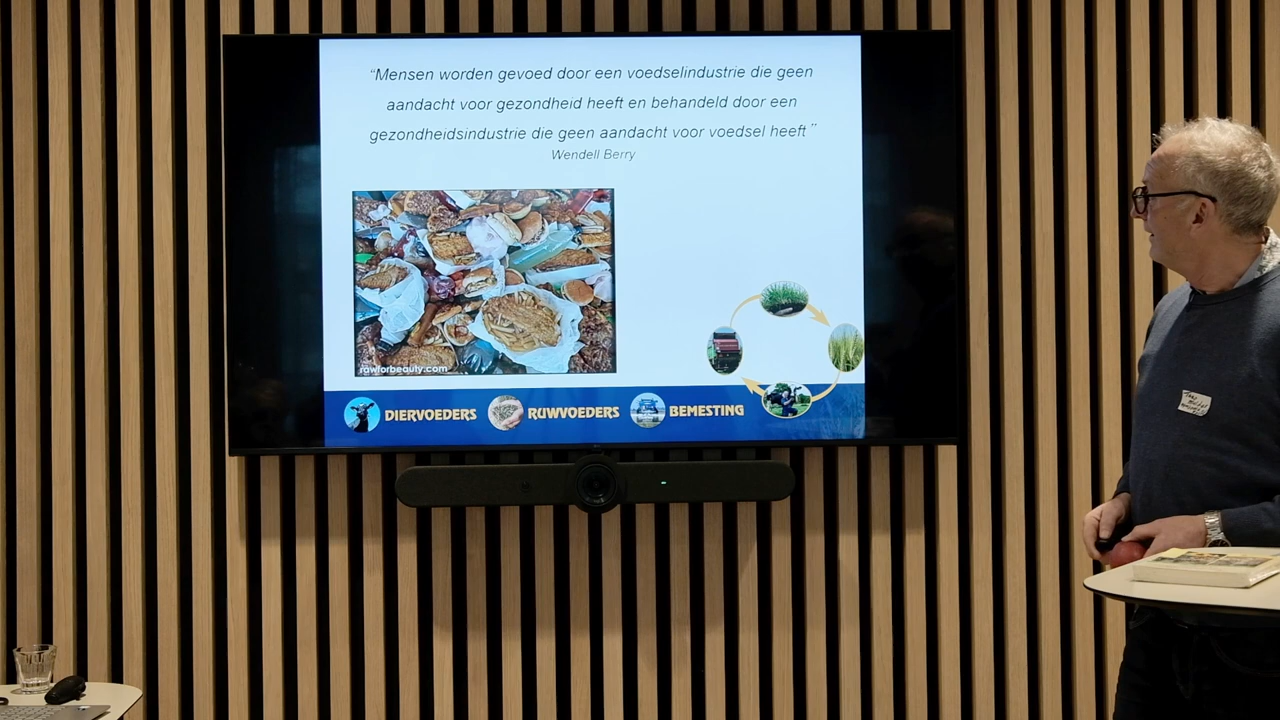 “Mensen worden gevoed door een voedselindustrie die geen
aandacht voor gezondheid heeft en behandeld door een
gezondheidsindustrie die geen aandacht voor voedsel heeft ”
Wendell Berry
rawforbeauty.com
DIERVOEDERS RUWVOEDERS BEMESTING